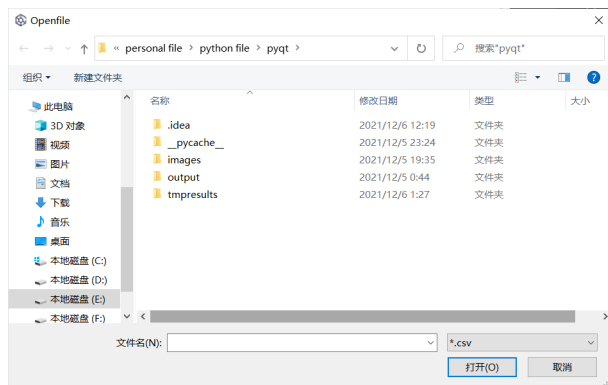 Openfile
« personal file › python file › pyqt ›
搜索"pyqt"
组织
新建文件夹
?
此电脑
3D 对象
视频
图片
文档
下载
音乐
桌面
本地磁盘 (C:)
本地磁盘 (D:)
本地磁盘 (E:)
本地磁盘 (F:)
名称 修改日期 类型 大小
.idea 2021/12/6 12:19 文件夹
__pycache__ 2021/12/5 23:24 文件夹
images 2021/12/5 19:35 文件夹
output 2021/12/5 0:44 文件夹
tmpresults 2021/12/6 1:27 文件夹
文件名(N):
*.csv
打开(O)
取消